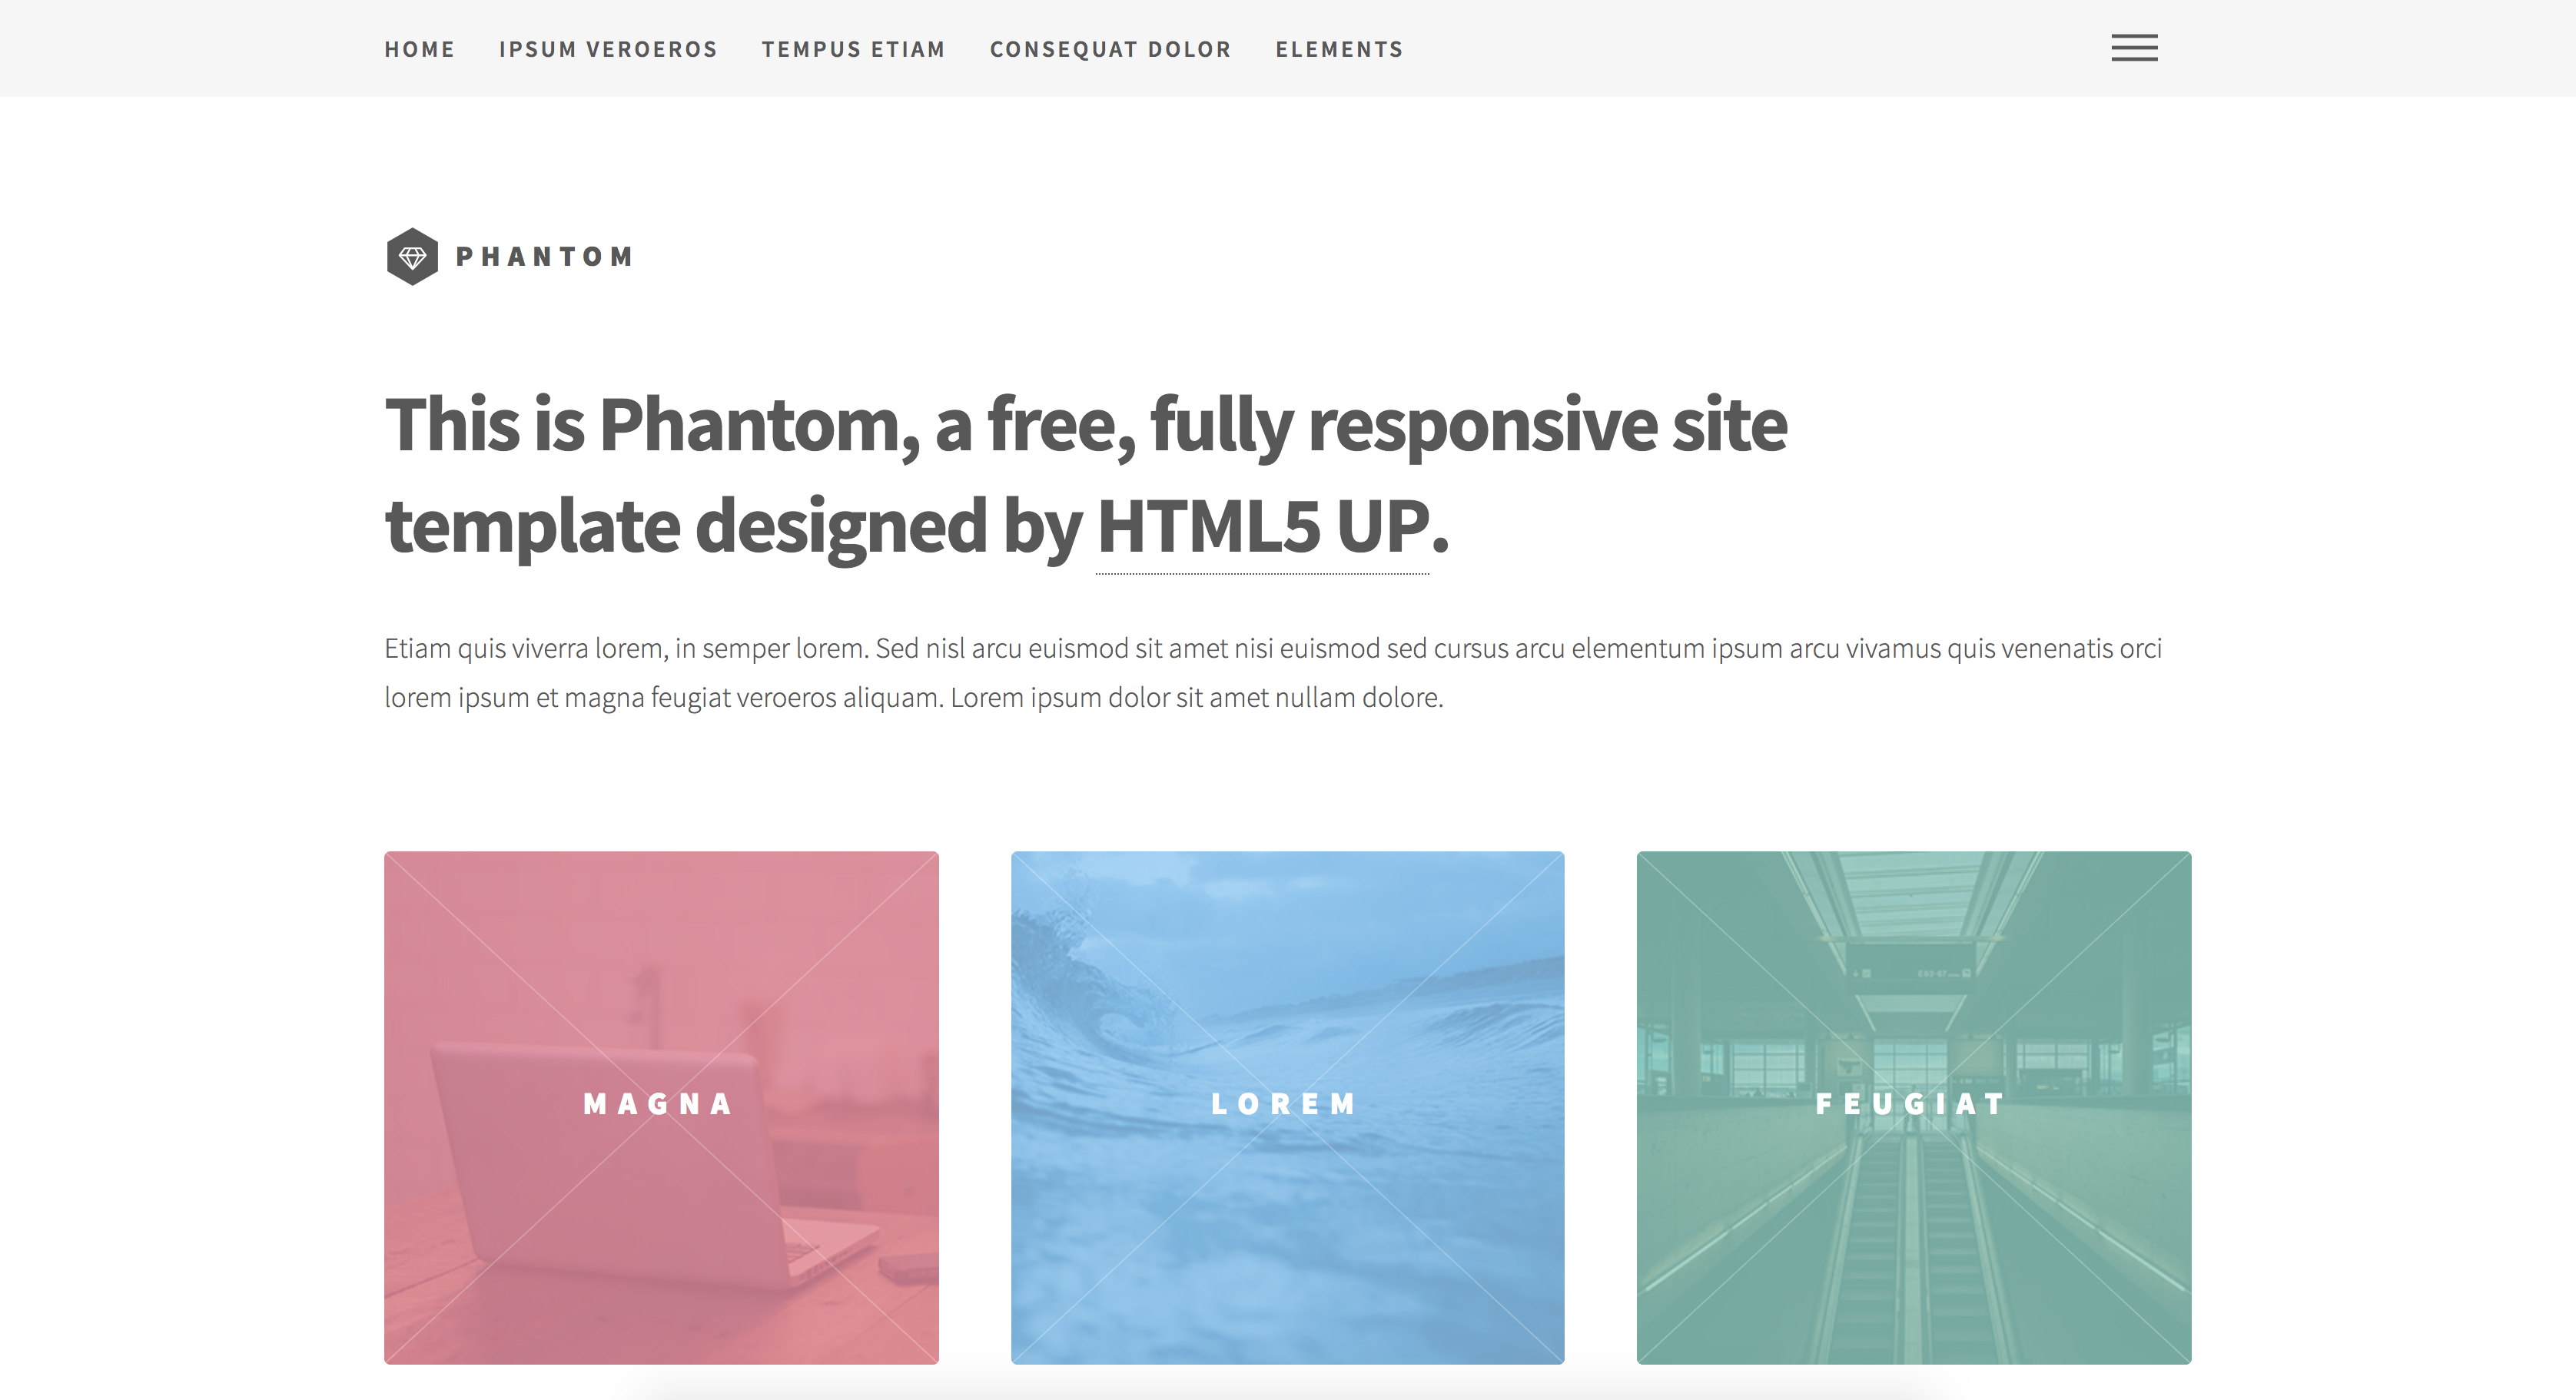 HOME IPSUM VEROEROS TEMPUS ETIAM CONSEQUAT DOLOR ELEMENTS
PHANTOM
This is Phantom, a free, fully responsive site
template designed by HTML5 UP.
Etiam quis viverra lorem, in semper lorem. Sed nisl arcu euismod sit amet nisi euismod sed cursus arcu elementum ipsum arcu vivamus quis venenatis orci
lorem ipsum et magna feugiat veroeros aliquam. Lorem ipsum dolor sit amet nullam dolore.
MAGNA LOREM FEUGIAT